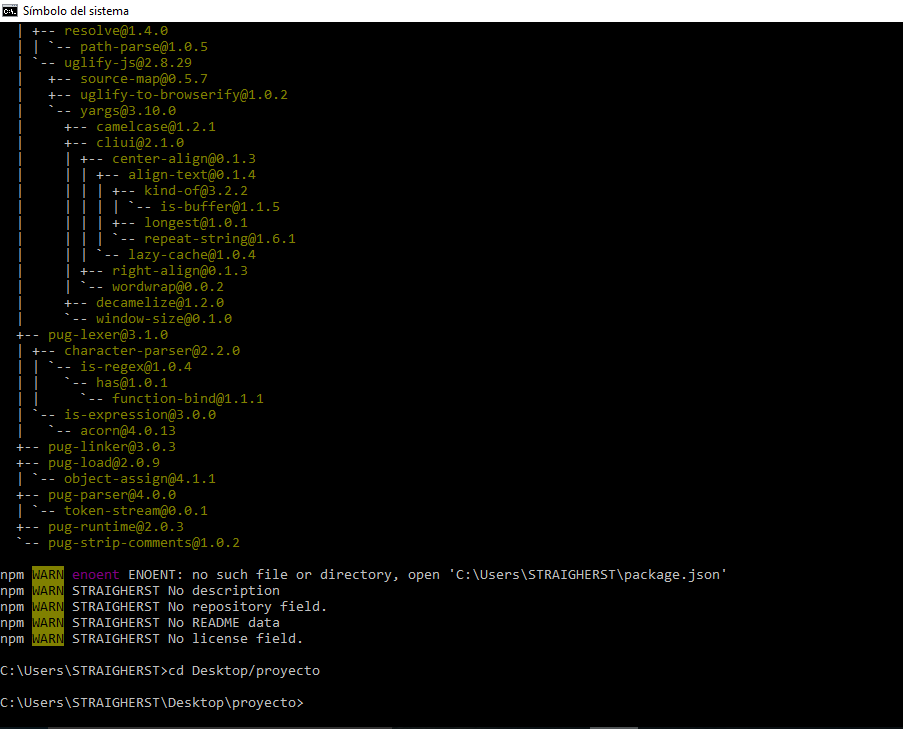 Símbolo del sistema
| +-- resolve@1.4.0
| | `-- path-parse@1.0.5
| `-- uglify-js@2.8.29
|   +-- source-map@0.5.7
|   +-- uglify-to-browserify@1.0.2
|   `-- yargs@3.10.0
|     +-- camelcase@1.2.1
|     +-- cliui@2.1.0
|     | +-- center-align@0.1.3
|     | | +-- align-text@0.1.4
|     | | | +-- kind-of@3.2.2
|     | | | | `-- is-buffer@1.1.5
|     | | | +-- longest@1.0.1
|     | | | `-- repeat-string@1.6.1
|     | | `-- lazy-cache@1.0.4
|     | +-- right-align@0.1.3
|     | `-- wordwrap@0.0.2
|     +-- decamelize@1.2.0
|     `-- window-size@0.1.0
+-- pug-lexer@3.1.0
| +-- character-parser@2.2.0
| | `-- is-regex@1.0.4
| |   `-- has@1.0.1
| |     `-- function-bind@1.1.1
| `-- is-expression@3.0.0
|   `-- acorn@4.0.13
+-- pug-linker@3.0.3
+-- pug-load@2.0.9
| `-- object-assign@4.1.1
+-- pug-parser@4.0.0
| `-- token-stream@0.0.1
+-- pug-runtime@2.0.3
`-- pug-strip-comments@1.0.2
npm WARN enoent ENOENT: no such file or directory, open 'C:\Users\STRAIGHERST\package.json'
npm WARN STRAIGHERST No description
npm WARN STRAIGHERST No repository field.
npm WARN STRAIGHERST No README data
npm WARN STRAIGHERST No license field.
C:\Users\STRAIGHERST>cd Desktop/proyecto
C:\Users\STRAIGHERST\Desktop\proyecto>